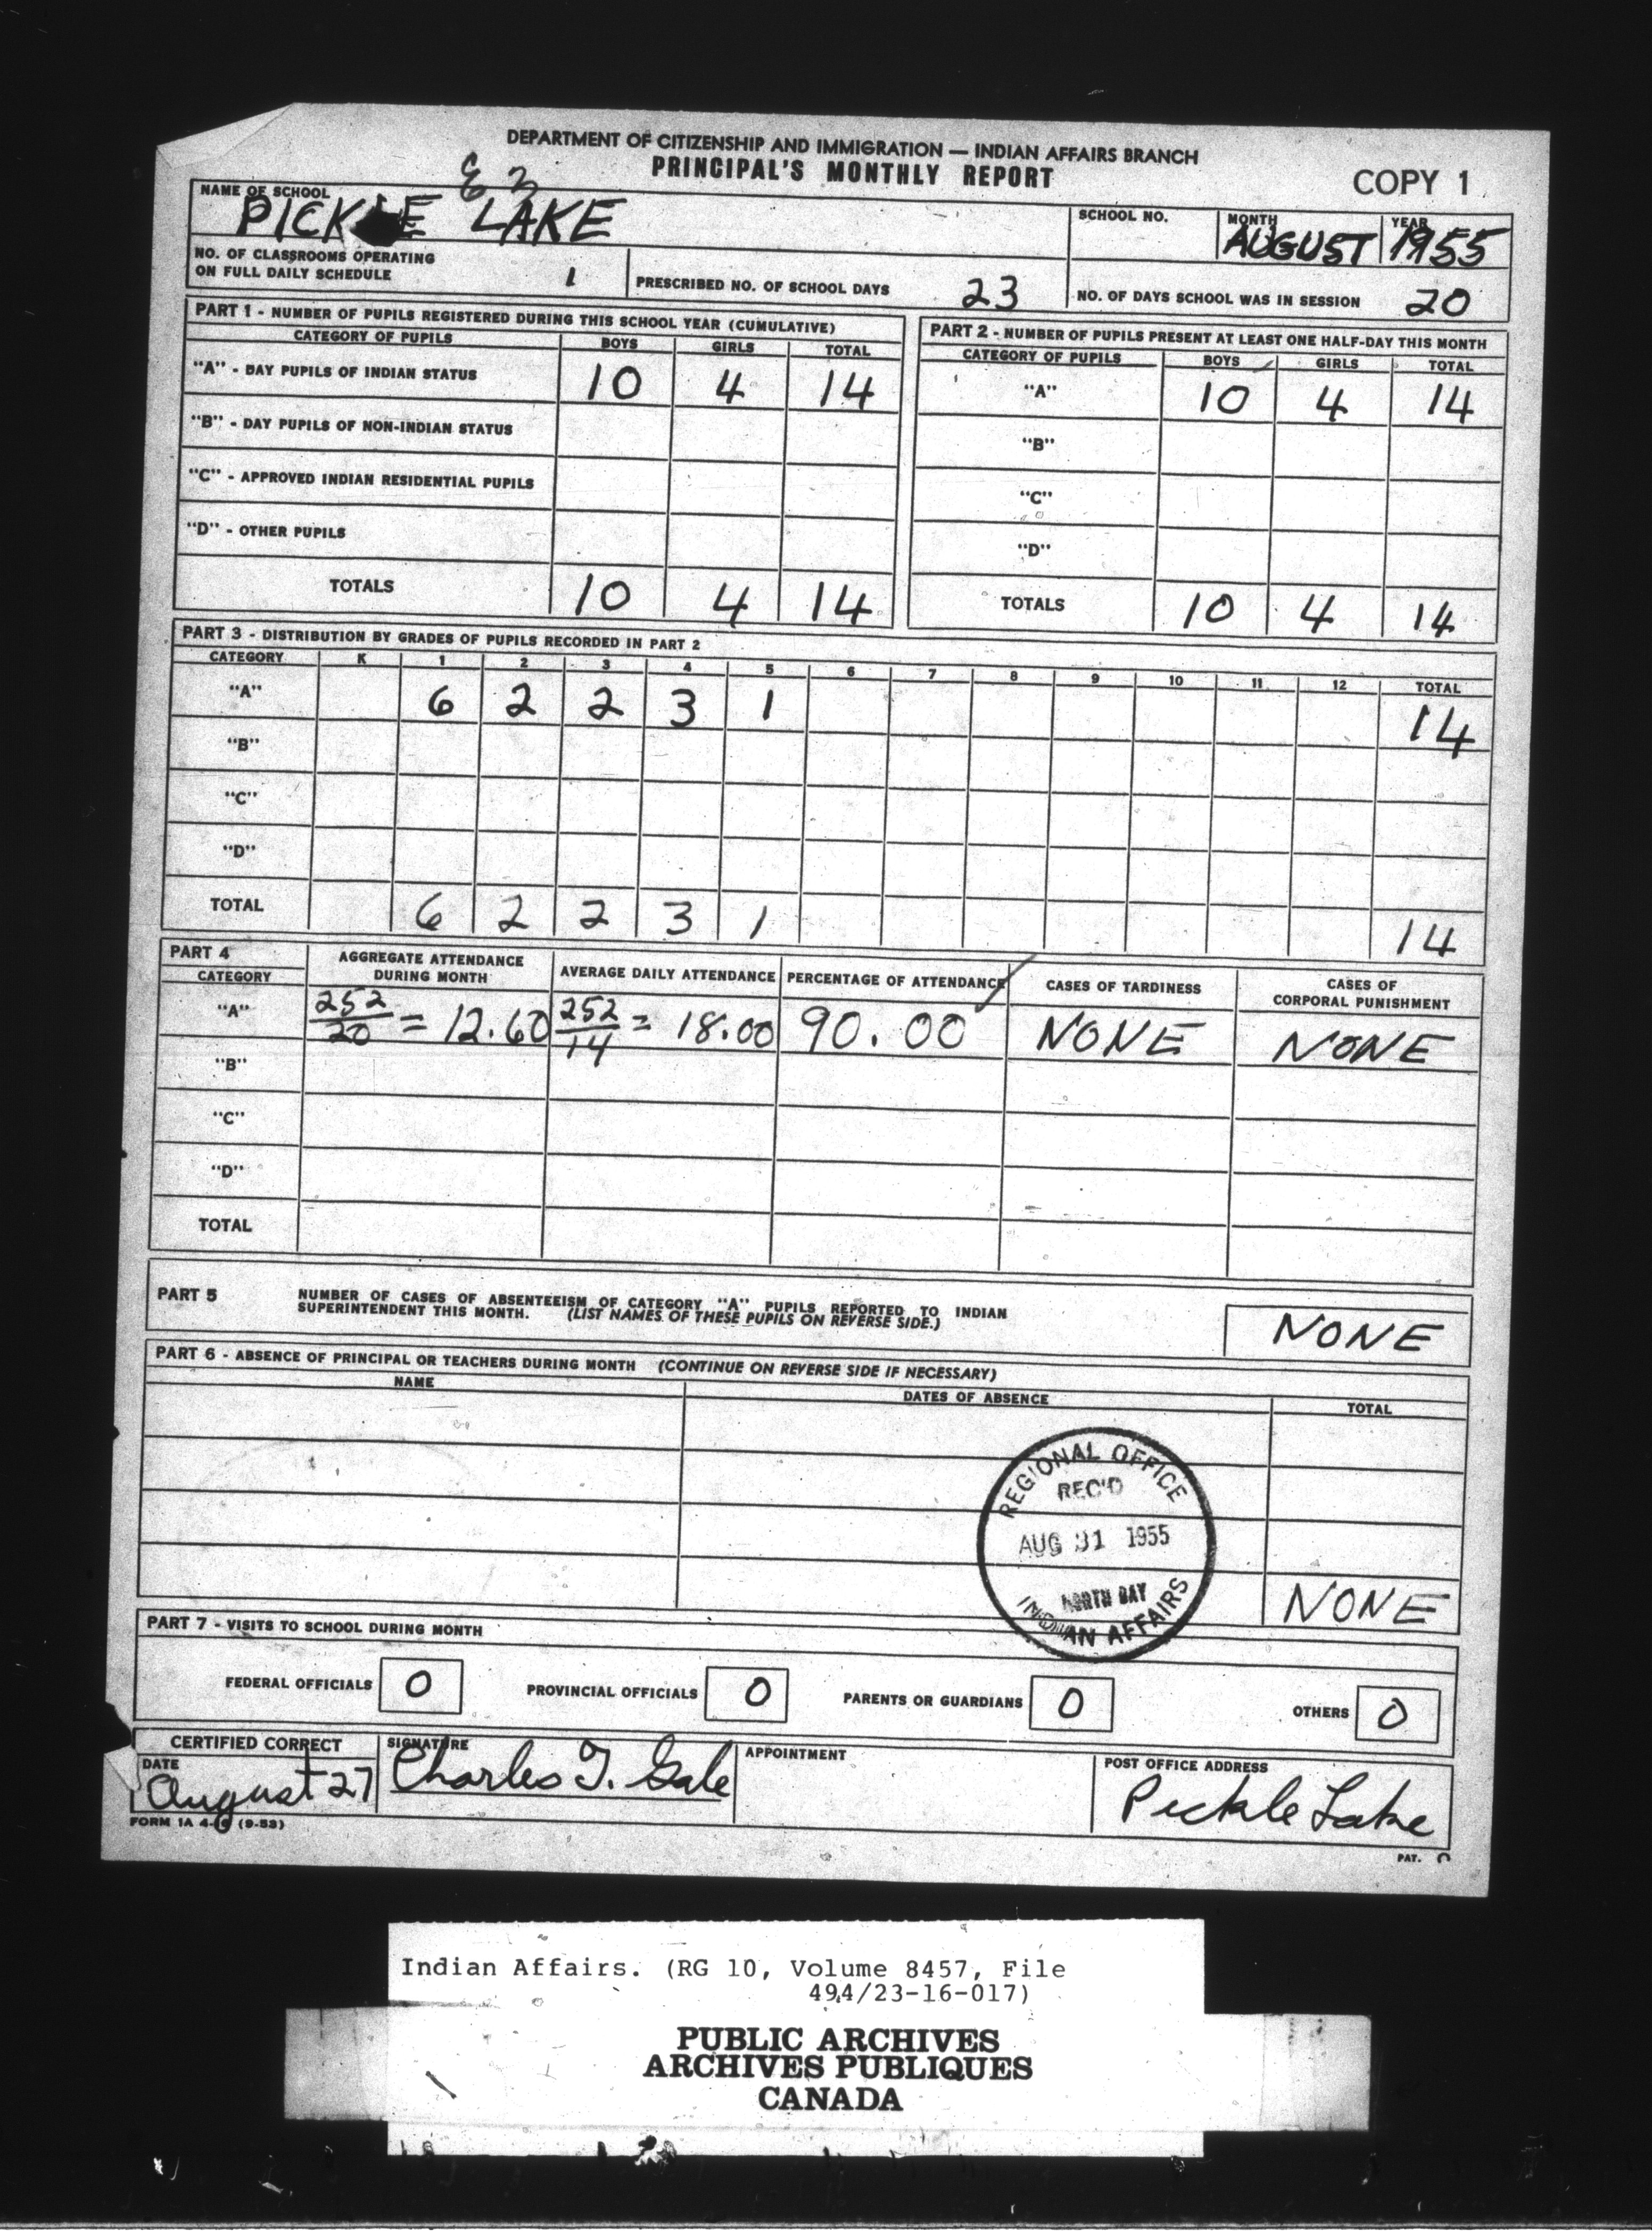 DEPARTMENT OF CITIZENSHIP AND IMMIGRATION — INDIAN AFFAIRS BRANCH
PRINCIPAL'S MONTHLY REPORT
COPY 1
NAME OF SCHOOL
PICKLE LAKE
SCHOOL NO.
MONTH
AUGUST
YEAR
1955
NO. OF CLASSROOMS OPERATING
ON FULL DAILY SCHEDULE 1
PRESCRIBED NO. OF SCHOOL DAYS 23
NO. OF DAYS SCHOOL WAS IN SESSION 20
PART 1 - NUMBER OF PUPILS REGISTERED DURING THIS SCHOOL YEAR (CUMULATIVE)
CATEGORY OF PUPILS BOYS GIRLS TOTAL
"A" - DAY PUPILS OF INDIAN STATUS 10 4 14
"B" - DAY PUPILS OF NON-INDIAN STATUS
"C" - APPROVED INDIAN RESIDENTIAL PUPILS
"D" - OTHER PUPILS
TOTALS 10 4 14
PART 2 - NUMBER OF PUPILS PRESENT AT LEAST ONE HALF-DAY THIS MONTH
CATEGORY OF PUPILS BOYS GIRLS TOTAL
"A" 10 4 14
"B"
"C"
"D"
TOTALS 10 4 14
PART 3 - DISTRIBUTION BY GRADES OF PUPILS RECORDED IN PART 2
CATEGORY K 1 2 3 4 5 6 7 8 9 10 11 12 TOTAL
"A" 6 2 2 3 1 14
"B"
"C"
"D"
TOTAL 6 2 2 3 1 14
PART 4
CATEGORY
AGGREGATE ATTENDANCE
DURING MONTH
AVERAGE DAILY ATTENDANCE
PERCENTAGE OF ATTENDANCE
CASES OF TARDINESS
CASES OF
CORPORAL PUNISHMENT
"A" 252/20 = 12.60 252/14 = 18.00 90.00 NONE NONE
"B"
"C"
"D"
TOTAL
PART 5 NUMBER OF CASES OF ABSENTEEISM OF CATEGORY "A" PUPILS REPORTED TO INDIAN
SUPERINTENDENT THIS MONTH. (LIST NAMES OF THESE PUPILS ON REVERSE SIDE.)
NONE
PART 6 - ABSENCE OF PRINCIPAL OR TEACHERS DURING MONTH (CONTINUE ON REVERSE SIDE IF NECESSARY)
NAME DATES OF ABSENCE TOTAL
REGIONAL OFFICE
REC'D
AUG 31 1955
NORTH BAY
INDIAN AFFAIRS
NONE
PART 7 - VISITS TO SCHOOL DURING MONTH
FEDERAL OFFICIALS 0 PROVINCIAL OFFICIALS 0 PARENTS OR GUARDIANS 0 OTHERS 0
CERTIFIED CORRECT
DATE
August 27
SIGNATURE
Charles T. Gale
APPOINTMENT
POST OFFICE ADDRESS
Pickle Lake
FORM 1A 4- (9-53)
PAT.
Indian Affairs. (RG 10, Volume 8457, File
494/23-16-017)
PUBLIC ARCHIVES
ARCHIVES PUBLIQUES
CANADA